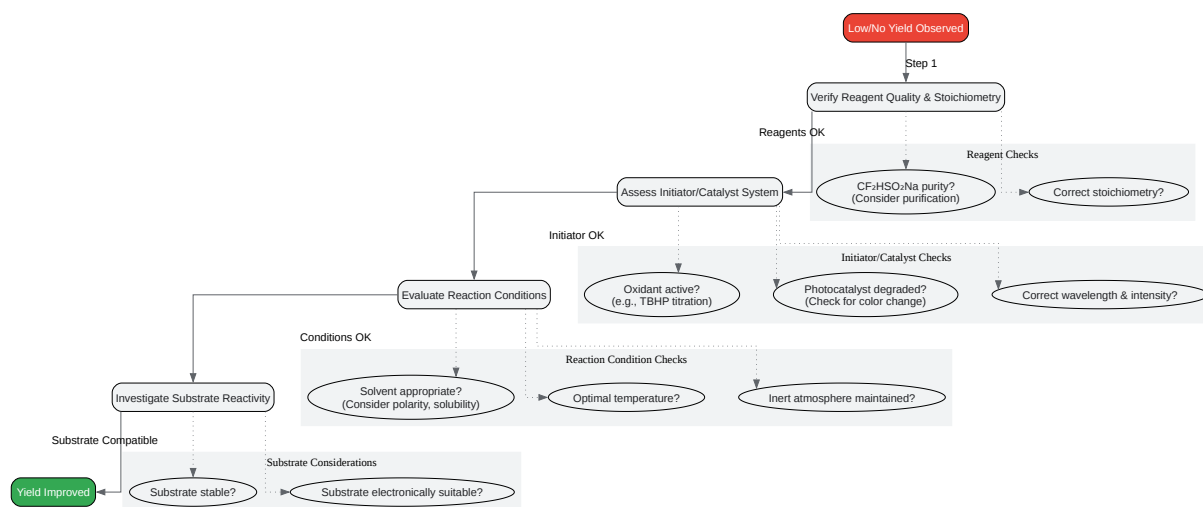 Low/No Yield Observed
Step 1
Verify Reagent Quality & Stoichiometry
Reagents OK
Reagent Checks
CF₂HSO₂Na purity?
(Consider purification)
Correct stoichiometry?
Assess Initiator/Catalyst System
Initiator OK
Initiator/Catalyst Checks
Oxidant active?
(e.g., TBHP titration)
Photocatalyst degraded?
(Check for color change)
Correct wavelength & intensity?
Evaluate Reaction Conditions
Conditions OK
Reaction Condition Checks
Solvent appropriate?
(Consider polarity, solubility)
Optimal temperature?
Inert atmosphere maintained?
Investigate Substrate Reactivity
Substrate Compatible
Substrate Considerations
Yield Improved
Substrate stable?
Substrate electronically suitable?